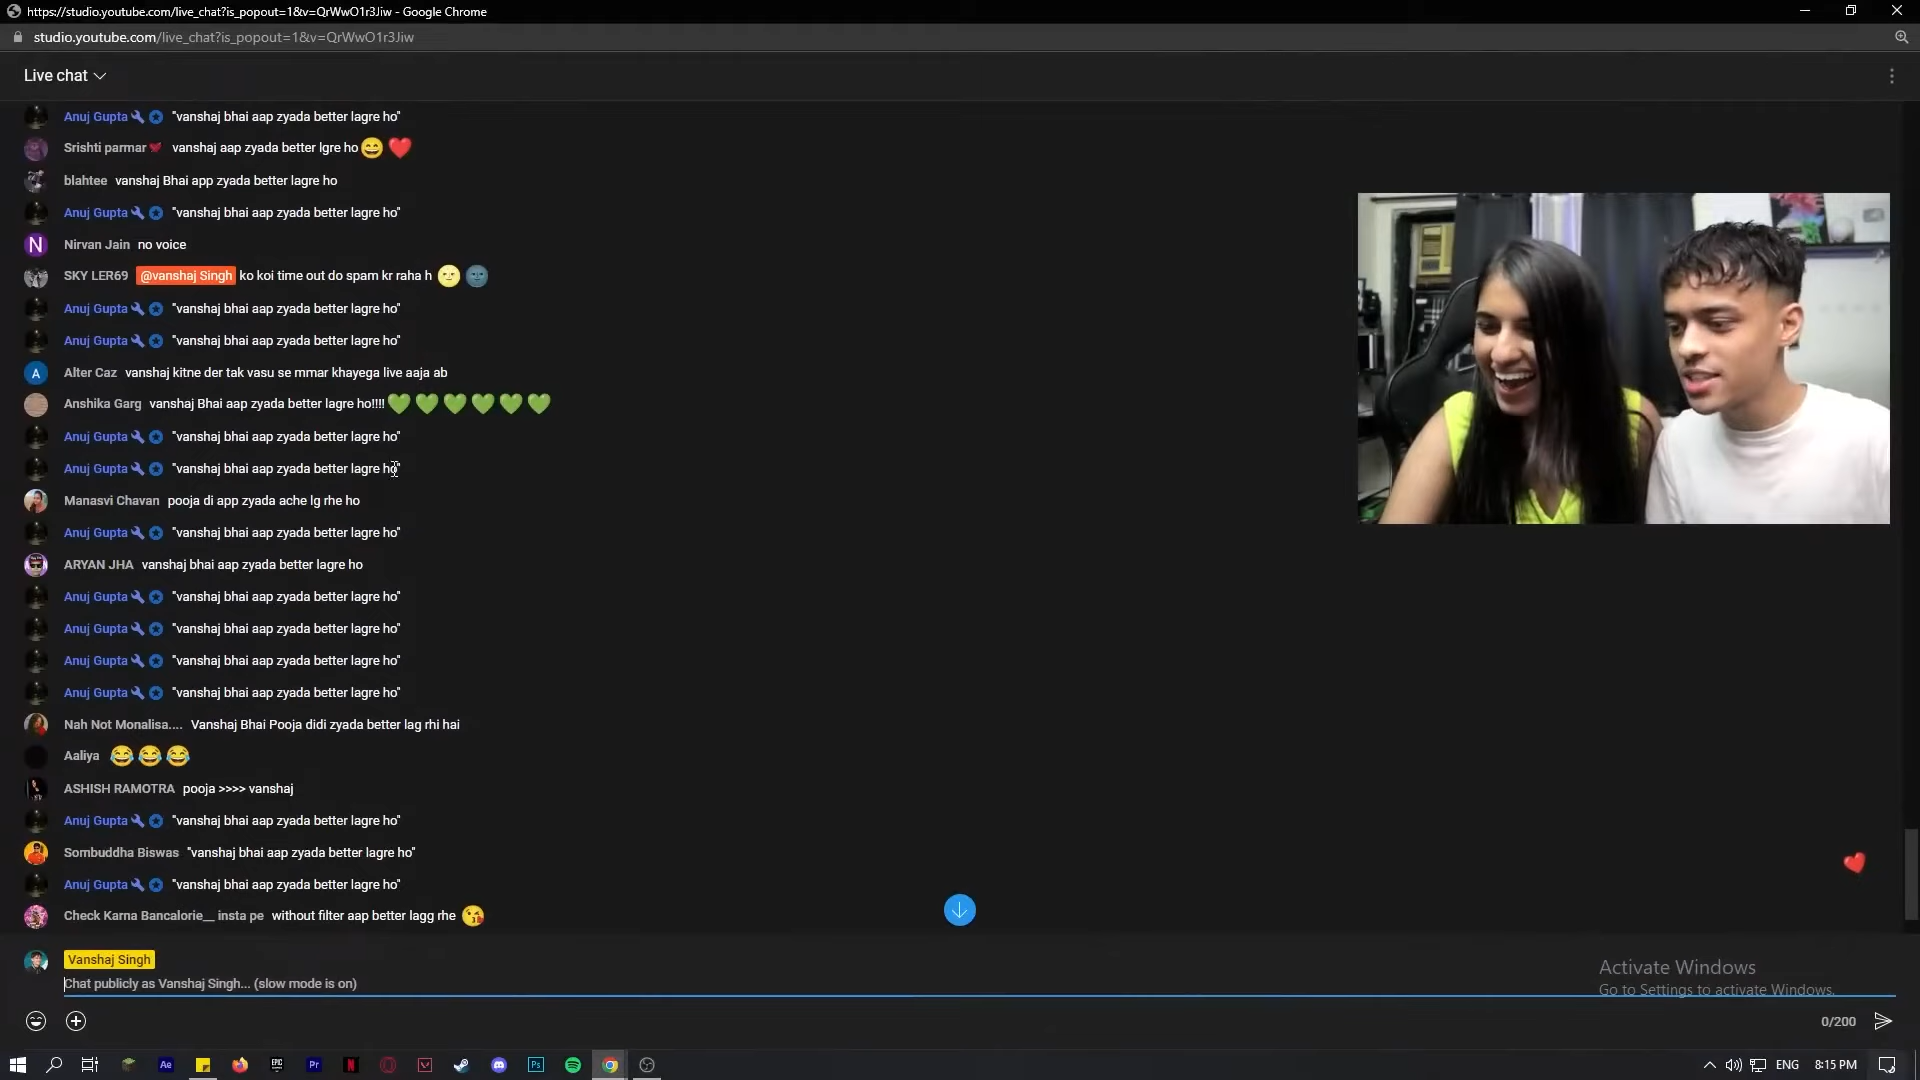 https://studio.youtube.com/live_chat?is_popout=1&v=QrWwO1r3Jiw - Google Chrome
studio.youtube.com/live_chat?is_popout=1&v=QrWwO1r3Jiw
Live chat
Anuj Gupta "vanshaj bhai aap zyada better lagre ho"
Srishti parmar vanshaj aap zyada better lgre ho😄 ❤️
blahtee vanshaj Bhai app zyada better lagre ho
Anuj Gupta "vanshaj bhai aap zyada better lagre ho"
N Nirvan Jain no voice
SKY LER69 @vanshaj Singh ko koi time out do spam kr raha h 🌝 🌚
Anuj Gupta "vanshaj bhai aap zyada better lagre ho"
Anuj Gupta "vanshaj bhai aap zyada better lagre ho"
A Alter Caz vanshaj kitne der tak vasu se mmar khayega live aaja ab
Anshika Garg vanshaj Bhai aap zyada better lagre ho!!!!💚 💚 💚 💚 💚 💚
Anuj Gupta "vanshaj bhai aap zyada better lagre ho"
Anuj Gupta "vanshaj bhai aap zyada better lagre ho"
Manasvi Chavan pooja di app zyada ache lg rhe ho
Anuj Gupta "vanshaj bhai aap zyada better lagre ho"
ARYAN JHA vanshaj bhai aap zyada better lagre ho
Anuj Gupta "vanshaj bhai aap zyada better lagre ho"
Anuj Gupta "vanshaj bhai aap zyada better lagre ho"
Anuj Gupta "vanshaj bhai aap zyada better lagre ho"
Anuj Gupta "vanshaj bhai aap zyada better lagre ho"
Nah Not Monalisa.... Vanshaj Bhai Pooja didi zyada better lag rhi hai
Aaliya 😂 😂 😂
ASHISH RAMOTRA pooja >>>> vanshaj
Anuj Gupta "vanshaj bhai aap zyada better lagre ho"
Sombuddha Biswas "vanshaj bhai aap zyada better lagre ho"
Anuj Gupta "vanshaj bhai aap zyada better lagre ho"
Check Karna Bancalorie__ insta pe without filter aap better lagg rhe 😘
Vanshaj Singh
Chat publicly as Vanshaj Singh... (slow mode is on)
Activate Windows
Go to Settings to activate Windows.
0/200
Ae EPIC Pr N Ps ENG 8:15 PM